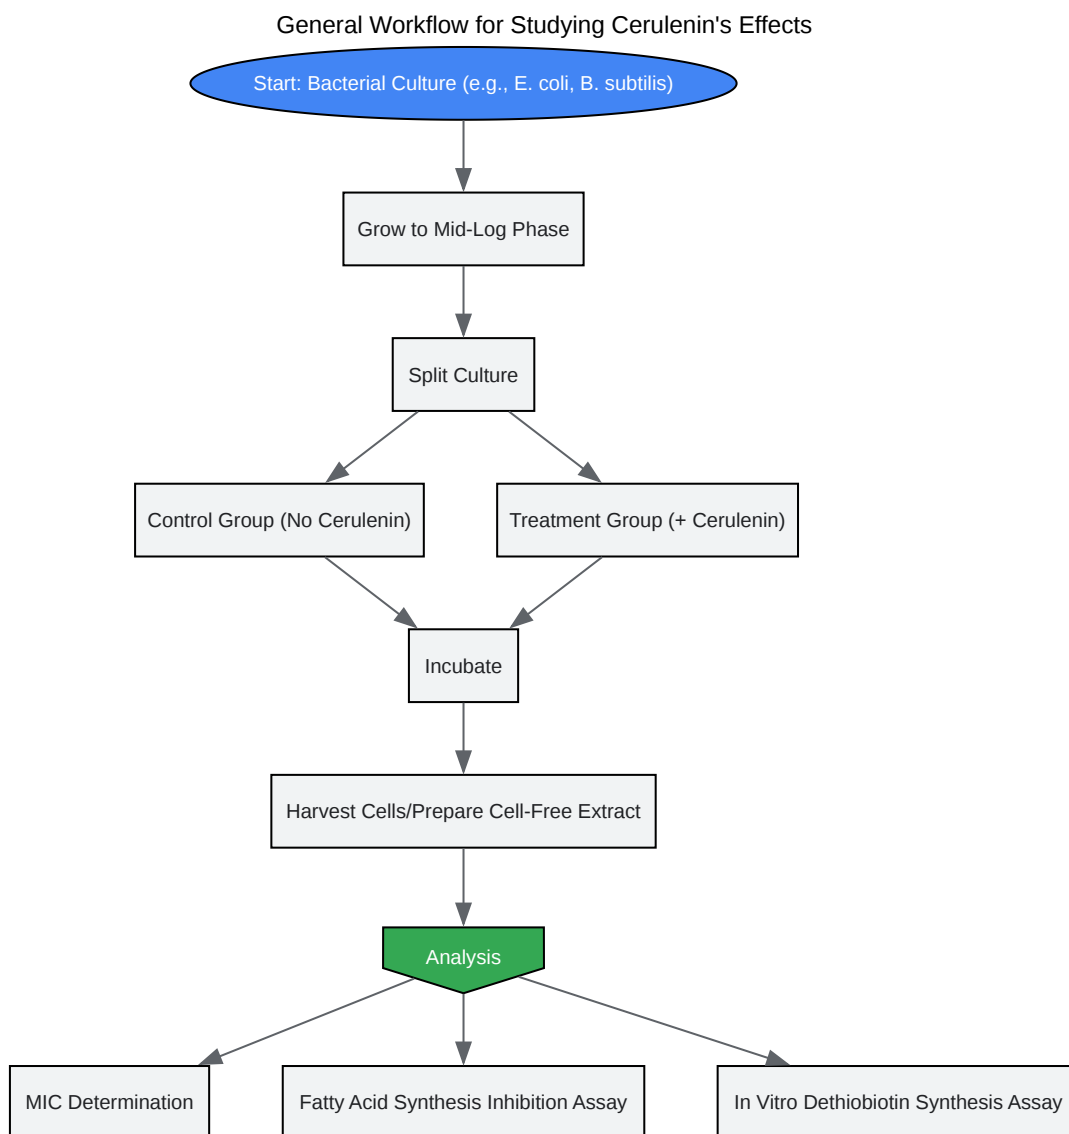 General Workflow for Studying Cerulenin's Effects
Start: Bacterial Culture (e.g., E. coli, B. subtilis)
Grow to Mid-Log Phase
Split Culture
Control Group (No Cerulenin)
Treatment Group (+ Cerulenin)
Incubate
Harvest Cells/Prepare Cell-Free Extract
Analysis
MIC Determination
Fatty Acid Synthesis Inhibition Assay
In Vitro Dethiobiotin Synthesis Assay